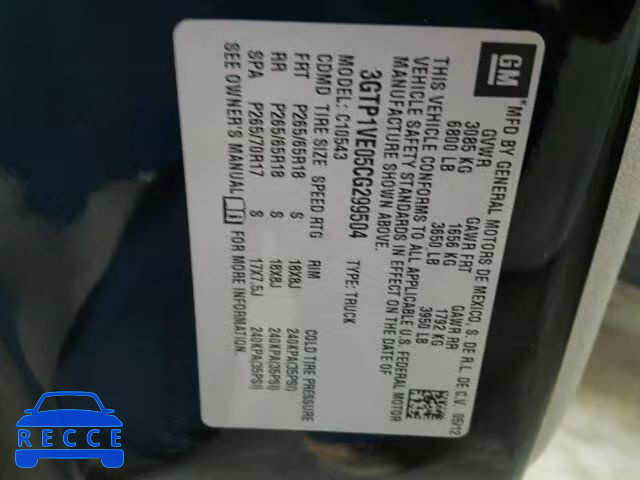 GM
*MFD BY GENERAL MOTORS DE MEXICO, S. DE R.L. DE C.V. 05/12
GVWR GAWR FRT GAWR RR
3085 KG 1656 KG 1792 KG
6800 LB 3650 LB 3950 LB
THIS VEHICLE CONFORMS TO ALL APPLICABLE U.S. FEDERAL MOTOR
VEHICLE SAFETY STANDARDS IN EFFECT ON THE DATE OF
MANUFACTURE SHOWN ABOVE.
3GTP1VE05CG299504 TYPE: TRUCK
MODEL: C10543
CDMD TIRE SIZE SPEED RTG RIM COLD TIRE PRESSURE
FRT P265/65R18 S 18X8J 240KPA(35PSI)
RR P265/65R18 S 18X8J 240KPA(35PSI)
SPA P265/70R17 S 17X7.5J 240KPA(35PSI)
SEE OWNER'S MANUAL FOR MORE INFORMATION.
RECCE